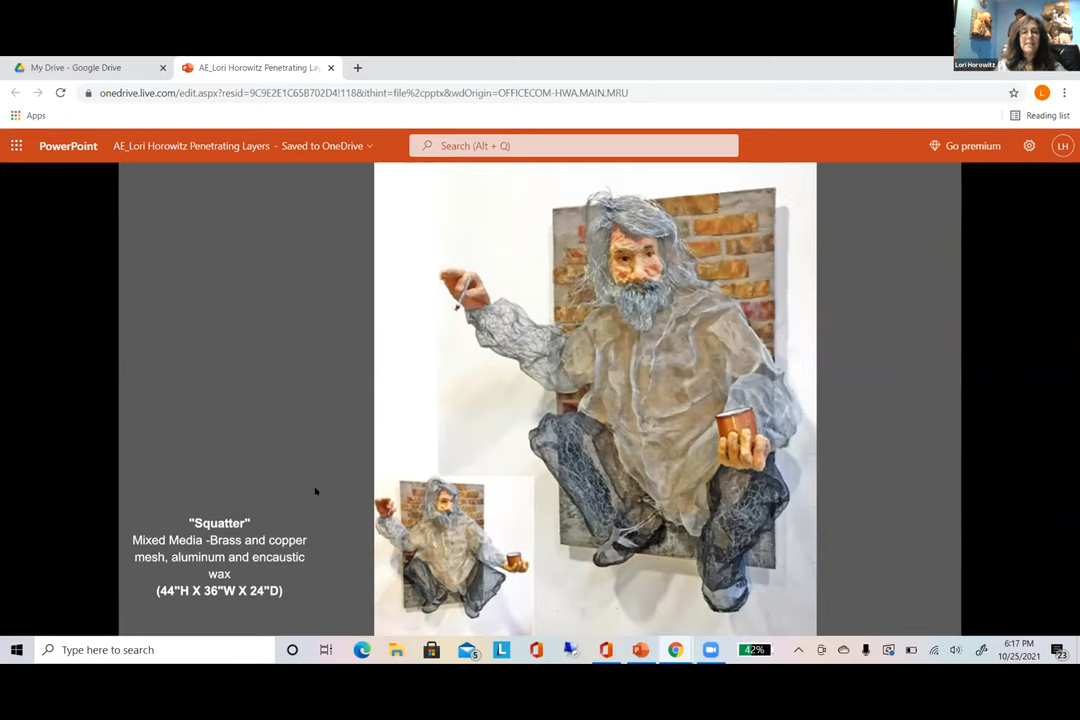 Lori Horowitz
My Drive - Google Drive
AE_Lori Horowitz Penetrating La
onedrive.live.com/edit.aspx?resid=9C9E2E1C65B702D4!118&ithint=file%2cpptx&wdOrigin=OFFICECOM-HWA.MAIN.MRU
L
Apps
Reading list
PowerPoint
AE_Lori Horowitz Penetrating Layers - Saved to OneDrive
Search (Alt + Q)
Go premium
LH
"Squatter"
Mixed Media -Brass and copper
mesh, aluminum and encaustic
wax
(44"H X 36"W X 24"D)
Type here to search
5
L
42%
6:17 PM
10/25/2021
23